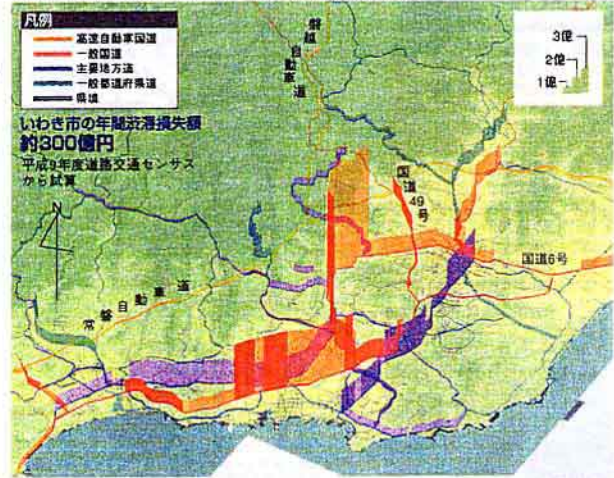 凡例
高速自動車国道
一般国道
主要地方道
一般都道府県道
県境
いわき市の年間渋滞損失額
約300億円
平成9年度道路交通センサス
から試算
3億
2億
1億
磐越自動車道
国道49号
国道6号
常磐自動車道
N